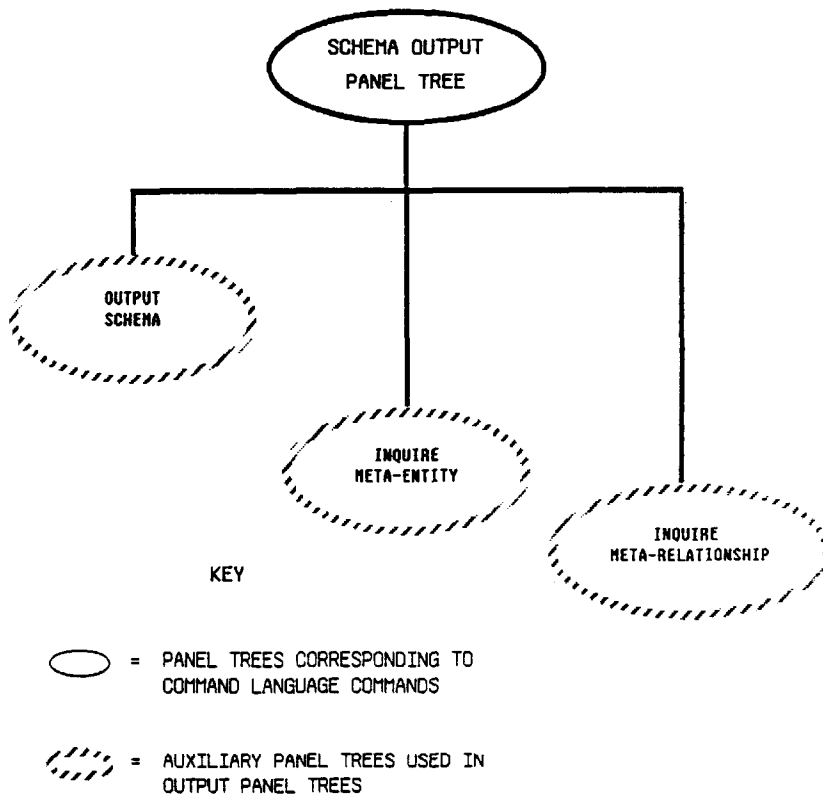 SCHEMA OUTPUT
PANEL TREE
OUTPUT
SCHEMA
INQUIRE
META-ENTITY
INQUIRE
META-RELATIONSHIP
KEY
= PANEL TREES CORRESPONDING TO
COMMAND LANGUAGE COMMANDS
= AUXILIARY PANEL TREES USED IN
OUTPUT PANEL TREES